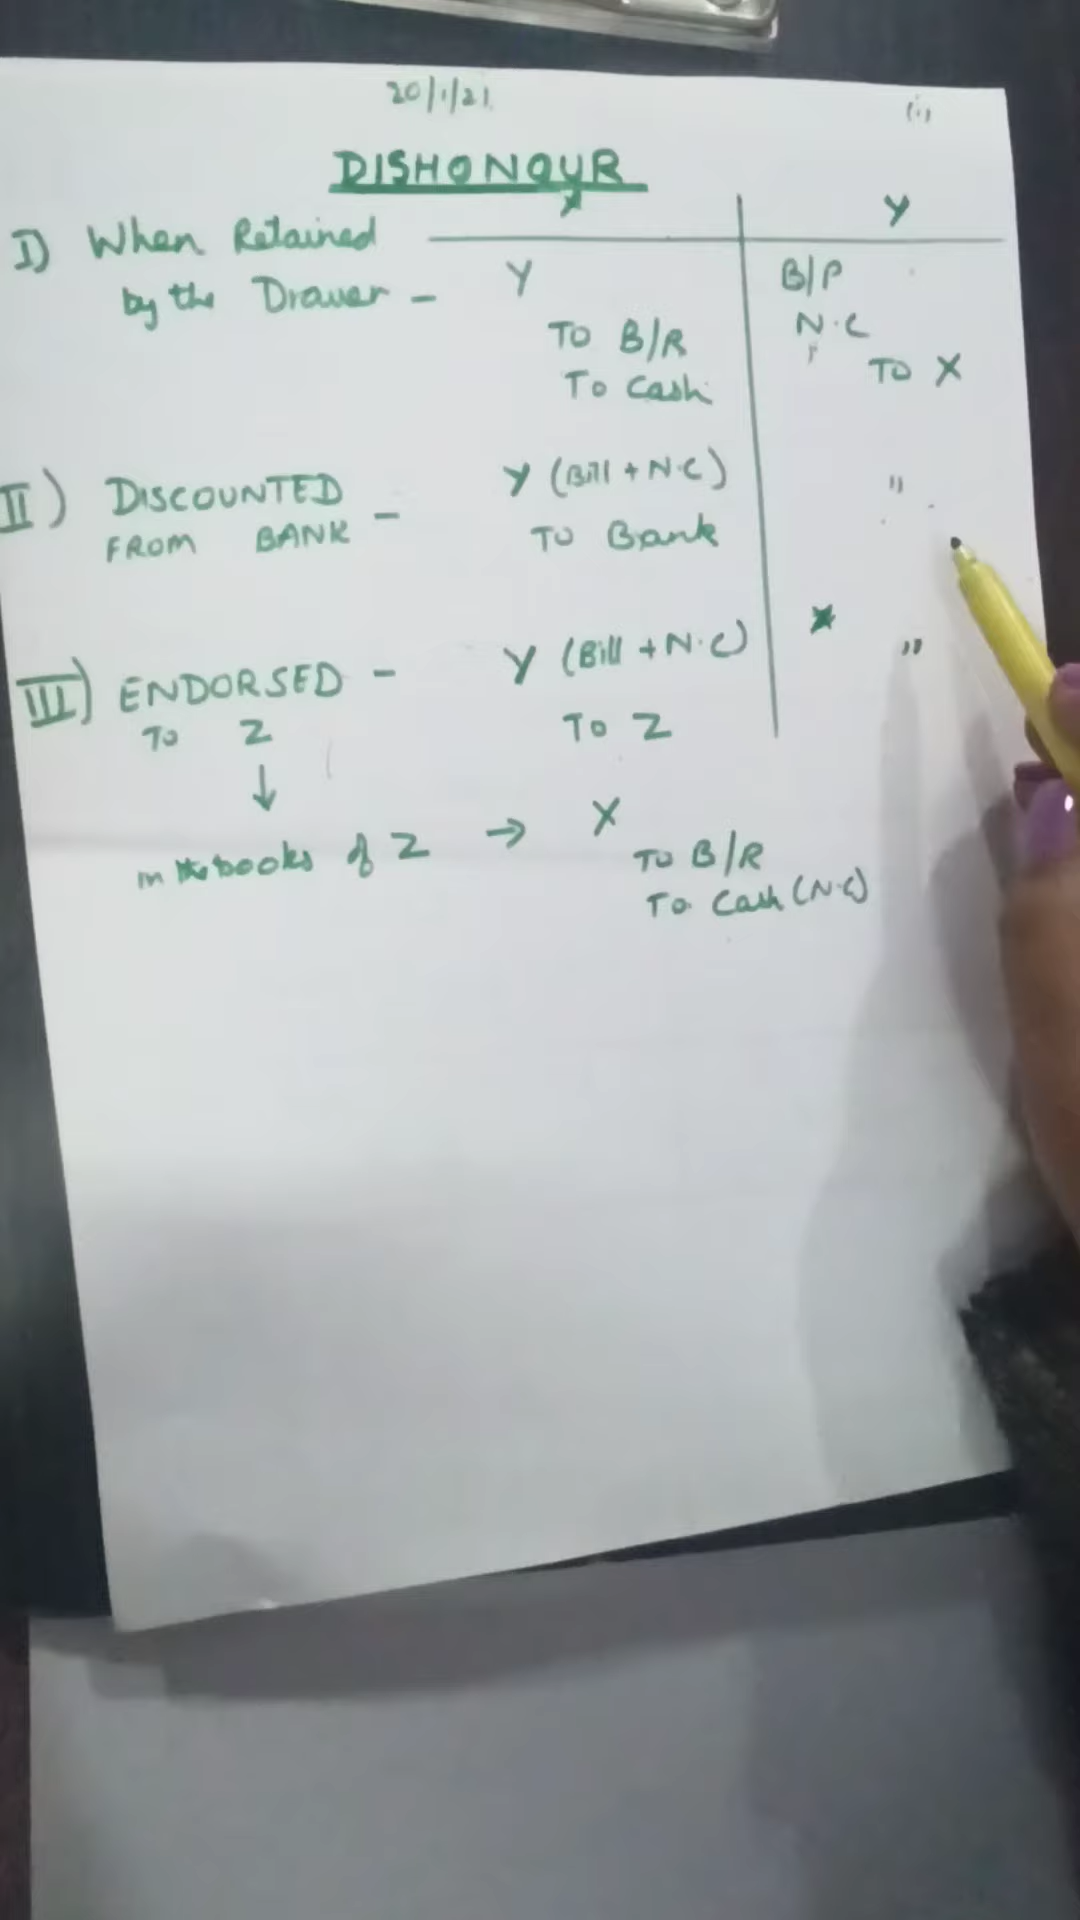 20/1/21
(i)
DISHONOUR
X
Y
I) When Retained
by the Drawer -
Y
To B/R
To Cash
B/P
N.C
To X
II) DISCOUNTED
FROM BANK -
Y (Bill + N.C)
To Bank
"
III) ENDORSED -
To Z
Y (Bill + N.C)
To Z
"
↓
in the books of Z →
X
To B/R
To Cash (N.C)